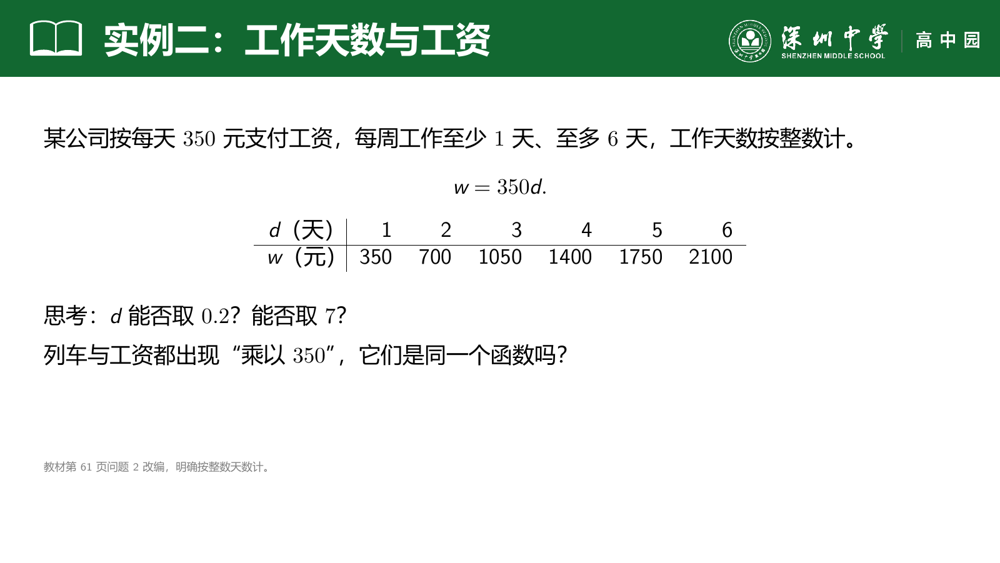 实例二：工作天数与工资
深圳中学
SHENZHEN MIDDLE SCHOOL
高中园
某公司按每天 350 元支付工资，每周工作至少 1 天、至多 6 天，工作天数按整数计。
w = 350d.
d（天） 1 2 3 4 5 6
w（元） 350 700 1050 1400 1750 2100
思考：d 能否取 0.2？能否取 7？
列车与工资都出现“乘以 350”，它们是同一个函数吗？
教材第 61 页问题 2 改编，明确按整数天数计。